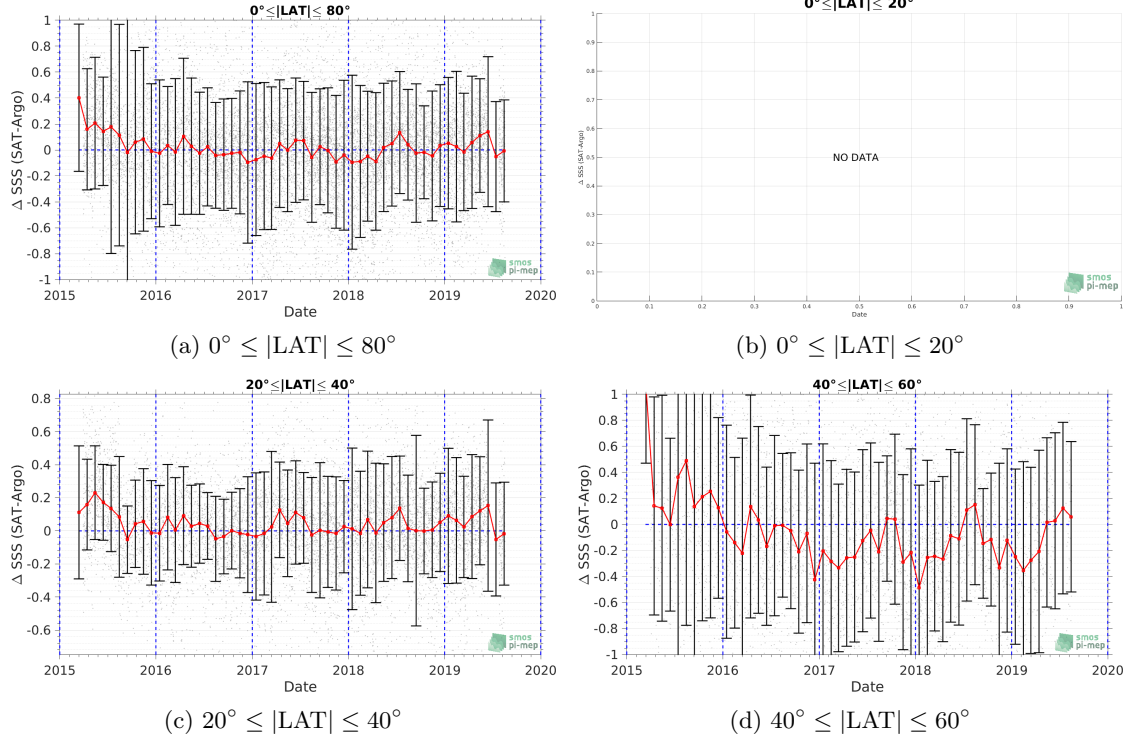 0°≤|LAT|≤ 80°
1
0.8
0.6
0.4
0.2
0
-0.2
-0.4
-0.6
-0.8
-1
Δ SSS (SAT-Argo)
2015 2016 2017 2018 2019 2020
Date
smos
pi-mep
(a) 0° ≤ |LAT| ≤ 80°
0°≤|LAT|≤ 20°
1
0.9
0.8
0.7
0.6
0.5
0.4
0.3
0.2
0.1
0
Δ SSS (SAT-Argo)
NO DATA
0 0.1 0.2 0.3 0.4 0.5 0.6 0.7 0.8 0.9 1
Date
smos
pi-mep
(b) 0° ≤ |LAT| ≤ 20°
20°≤|LAT|≤ 40°
0.8
0.6
0.4
0.2
0
-0.2
-0.4
-0.6
Δ SSS (SAT-Argo)
2015 2016 2017 2018 2019 2020
Date
smos
pi-mep
(c) 20° ≤ |LAT| ≤ 40°
40°≤|LAT|≤ 60°
1
0.8
0.6
0.4
0.2
0
-0.2
-0.4
-0.6
-0.8
-1
Δ SSS (SAT-Argo)
2015 2016 2017 2018 2019 2020
Date
smos
pi-mep
(d) 40° ≤ |LAT| ≤ 60°